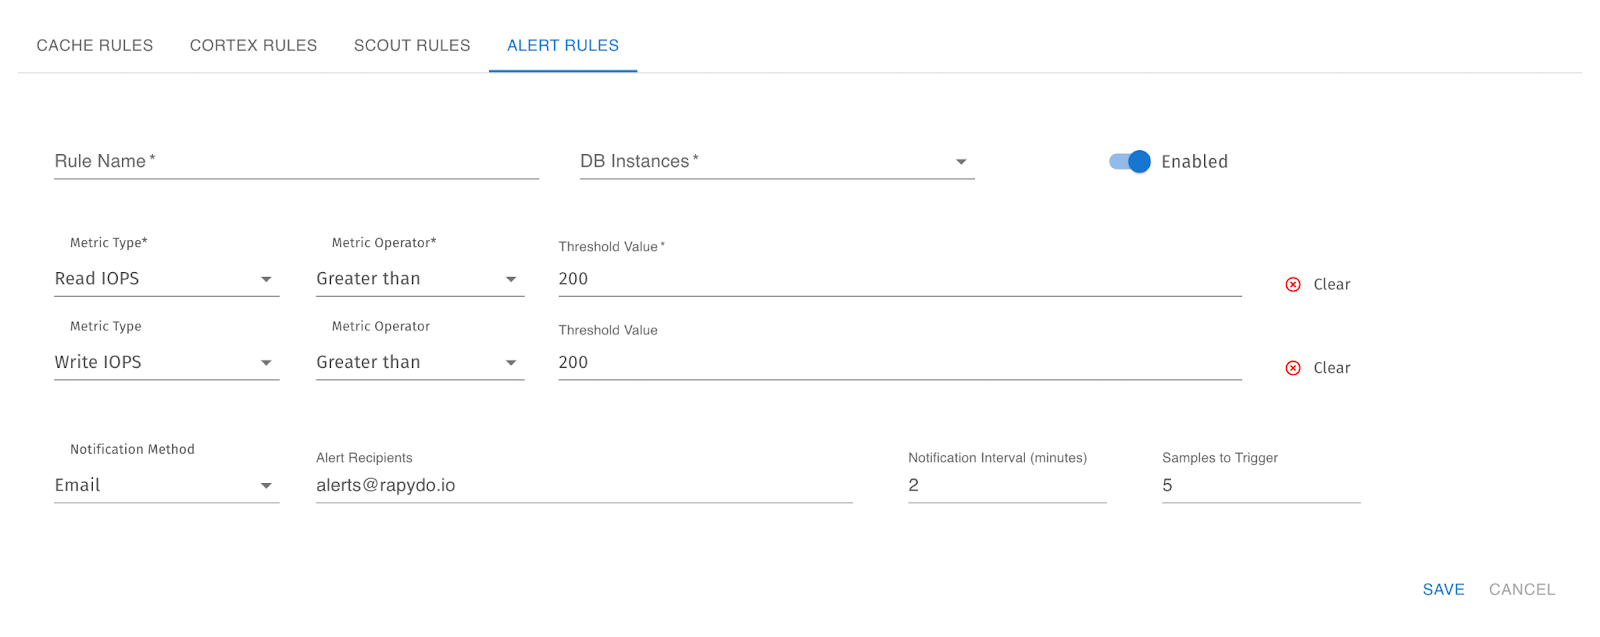 CACHE RULES CORTEX RULES SCOUT RULES ALERT RULES
Rule Name* DB Instances* Enabled
Metric Type* Metric Operator* Threshold Value*
Read IOPS Greater than 200 Clear
Metric Type Metric Operator Threshold Value
Write IOPS Greater than 200 Clear
Notification Method Alert Recipients Notification Interval (minutes) Samples to Trigger
Email alerts@rapydo.io 2 5
SAVE CANCEL